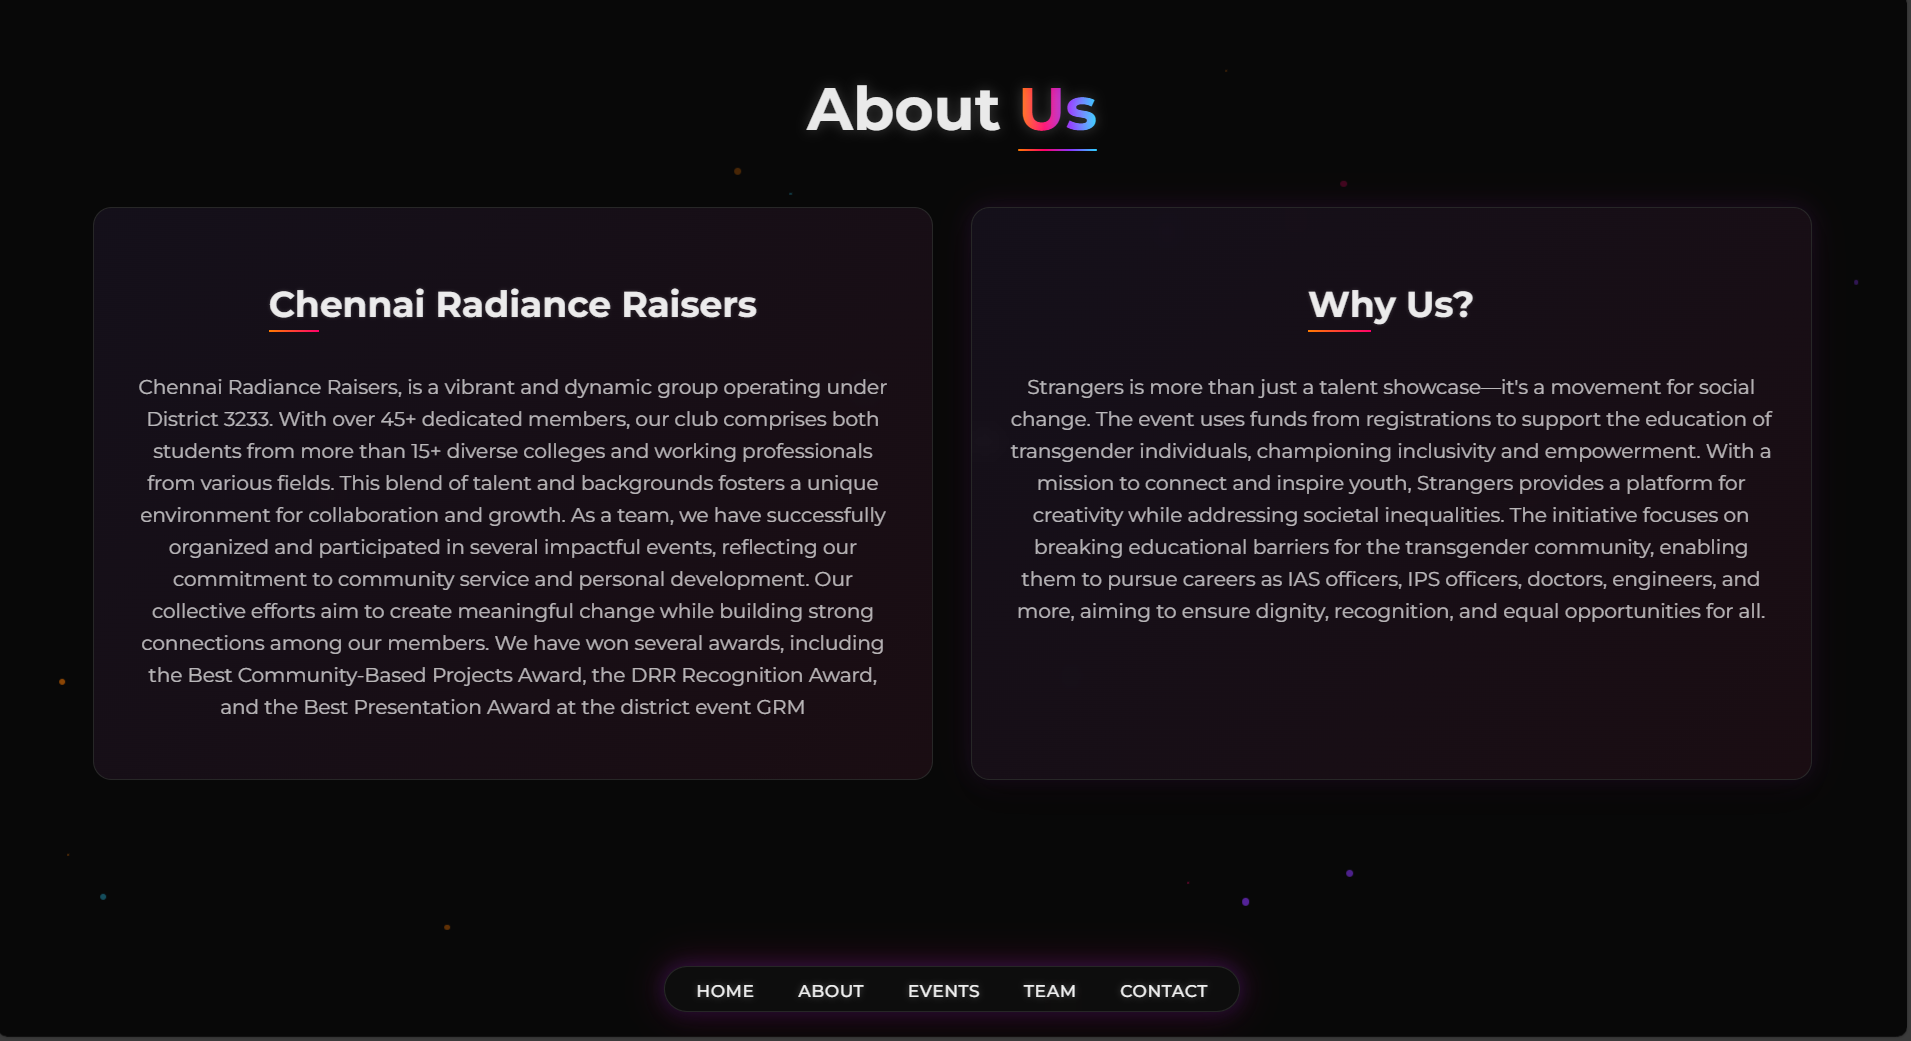 About Us
Chennai Radiance Raisers
Chennai Radiance Raisers, is a vibrant and dynamic group operating under
District 3233. With over 45+ dedicated members, our club comprises both
students from more than 15+ diverse colleges and working professionals
from various fields. This blend of talent and backgrounds fosters a unique
environment for collaboration and growth. As a team, we have successfully
organized and participated in several impactful events, reflecting our
commitment to community service and personal development. Our
collective efforts aim to create meaningful change while building strong
connections among our members. We have won several awards, including
the Best Community-Based Projects Award, the DRR Recognition Award,
and the Best Presentation Award at the district event GRM
Why Us?
Strangers is more than just a talent showcase—it's a movement for social
change. The event uses funds from registrations to support the education of
transgender individuals, championing inclusivity and empowerment. With a
mission to connect and inspire youth, Strangers provides a platform for
creativity while addressing societal inequalities. The initiative focuses on
breaking educational barriers for the transgender community, enabling
them to pursue careers as IAS officers, IPS officers, doctors, engineers, and
more, aiming to ensure dignity, recognition, and equal opportunities for all.
HOME ABOUT EVENTS TEAM CONTACT